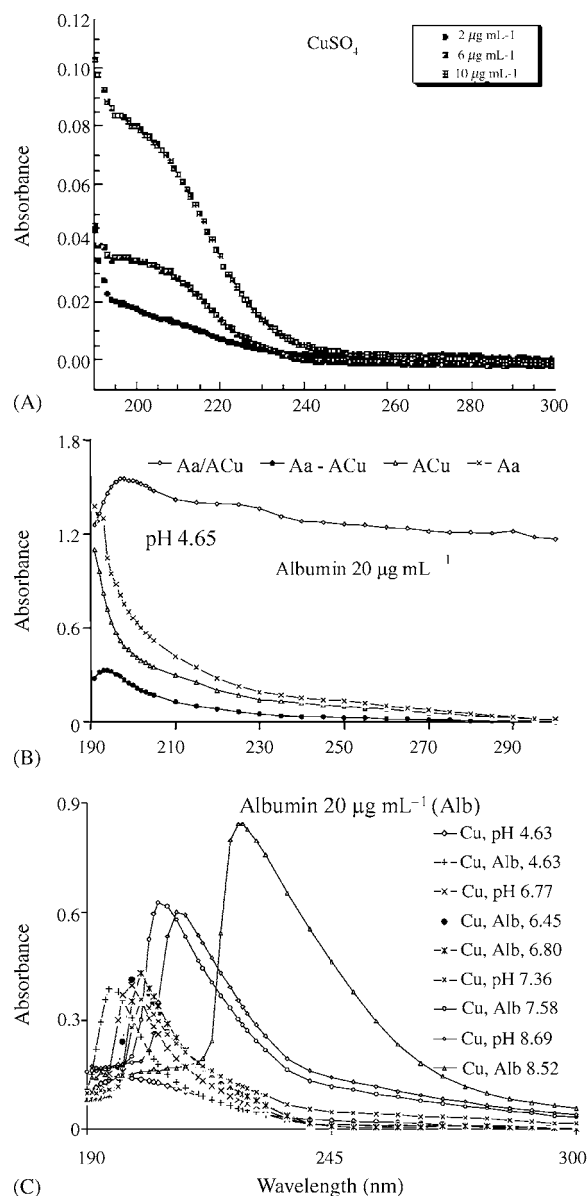 CuSO4
2 µg mL-1
6 µg mL-1
10 µg mL-1
0.12
0.10
0.08
0.06
0.04
0.02
0.00
Absorbance
200 220 240 260 280 300
(A)
1.8
1.2
0.6
0
Absorbance
Aa/ACu Aa - ACu ACu Aa
pH 4.65
Albumin 20 µg mL 1
190 210 230 250 270 290
(B)
Albumin 20 µg mL−1 (Alb)
0.9
0.6
0.3
0
Absorbance
Cu, pH 4.63
Cu, Alb, 4.63
Cu, pH 6.77
Cu, Alb, 6.45
Cu, Alb, 6.80
Cu, pH 7.36
Cu, Alb 7.58
Cu, pH 8.69
Cu, Alb 8.52
190 245 300
(C)
Wavelength (nm)